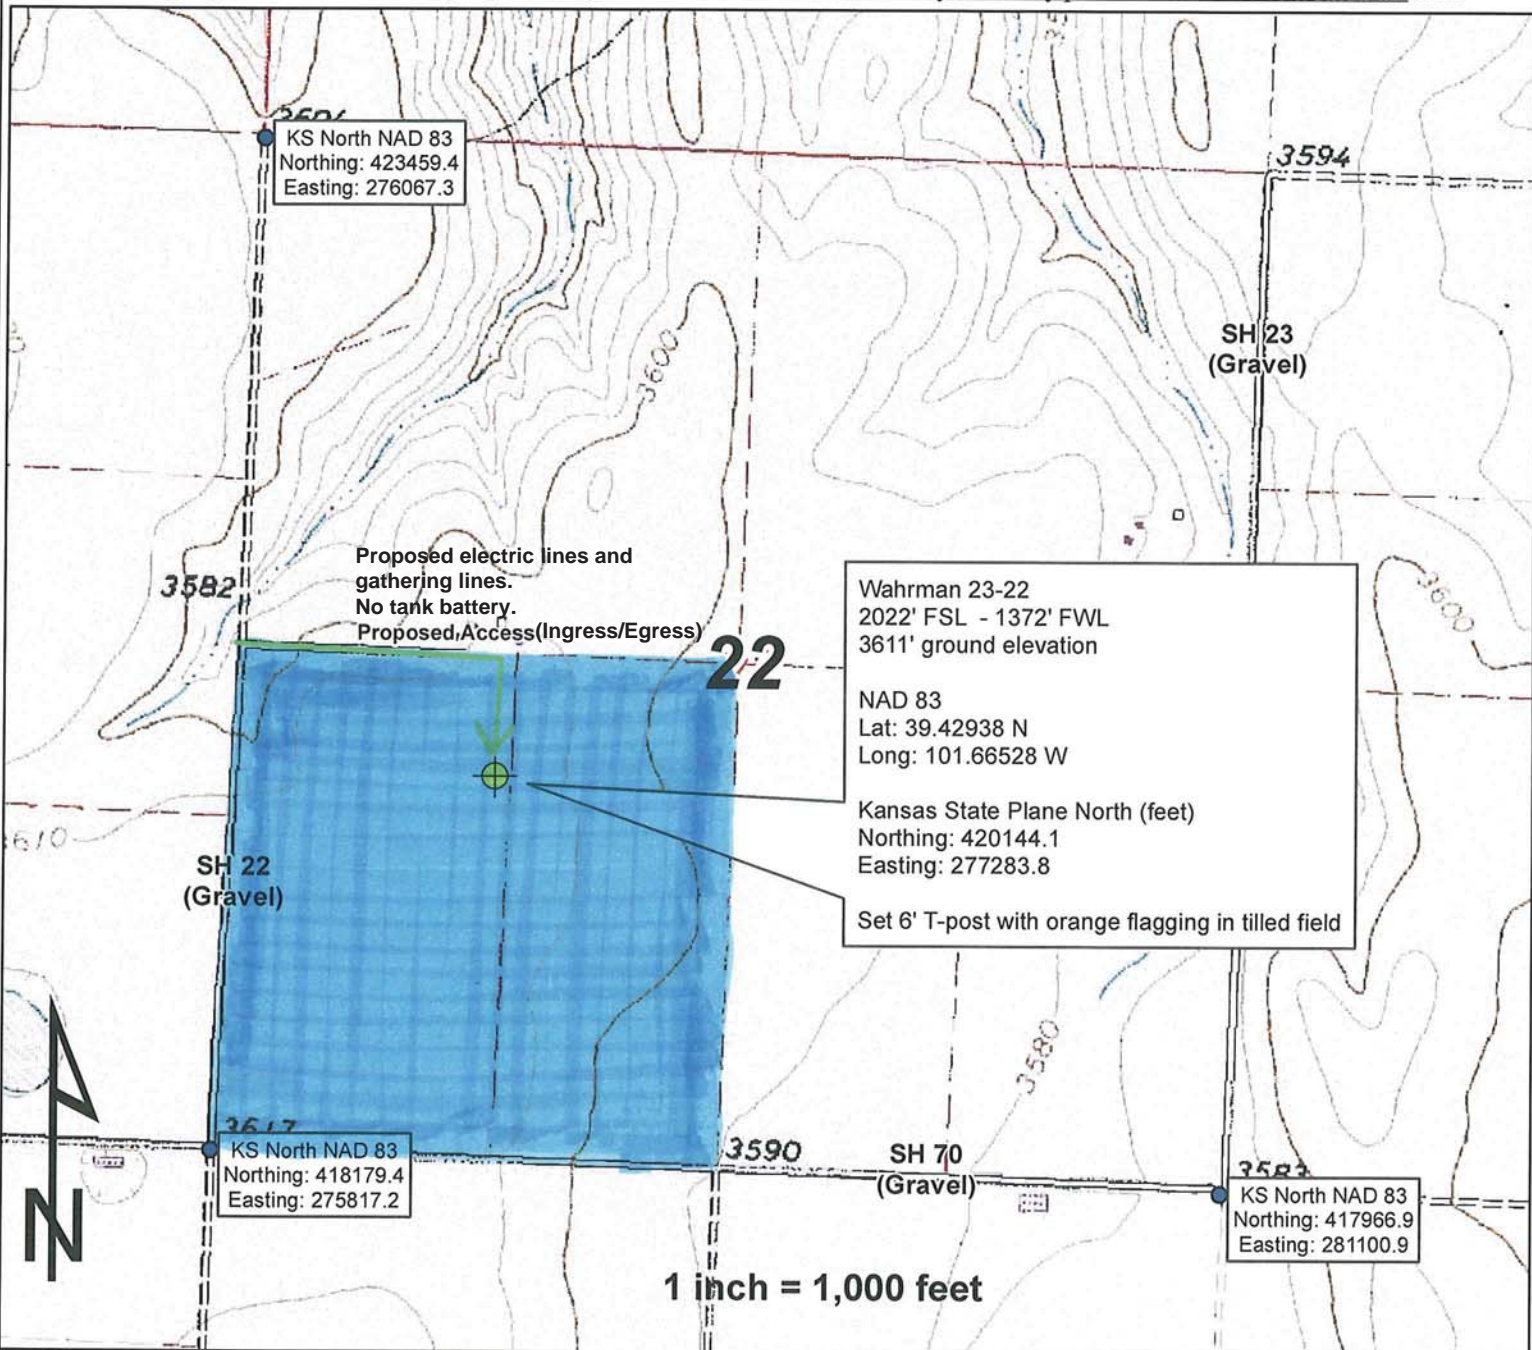 KS North NAD 83
Northing: 423459.4
Easting: 276067.3
3594
SH 23
(Gravel)
3600
Proposed electric lines and
gathering lines.
No tank battery.
Proposed Access(Ingress/Egress)
3582
22
Wahrman 23-22
2022' FSL - 1372' FWL
3611' ground elevation
NAD 83
Lat: 39.42938 N
Long: 101.66528 W
Kansas State Plane North (feet)
Northing: 420144.1
Easting: 277283.8
Set 6' T-post with orange flagging in tilled field
3600
3610
SH 22
(Gravel)
3580
3617
KS North NAD 83
Northing: 418179.4
Easting: 275817.2
3590
SH 70
(Gravel)
3583
KS North NAD 83
Northing: 417966.9
Easting: 281100.9
N
1 inch = 1,000 feet